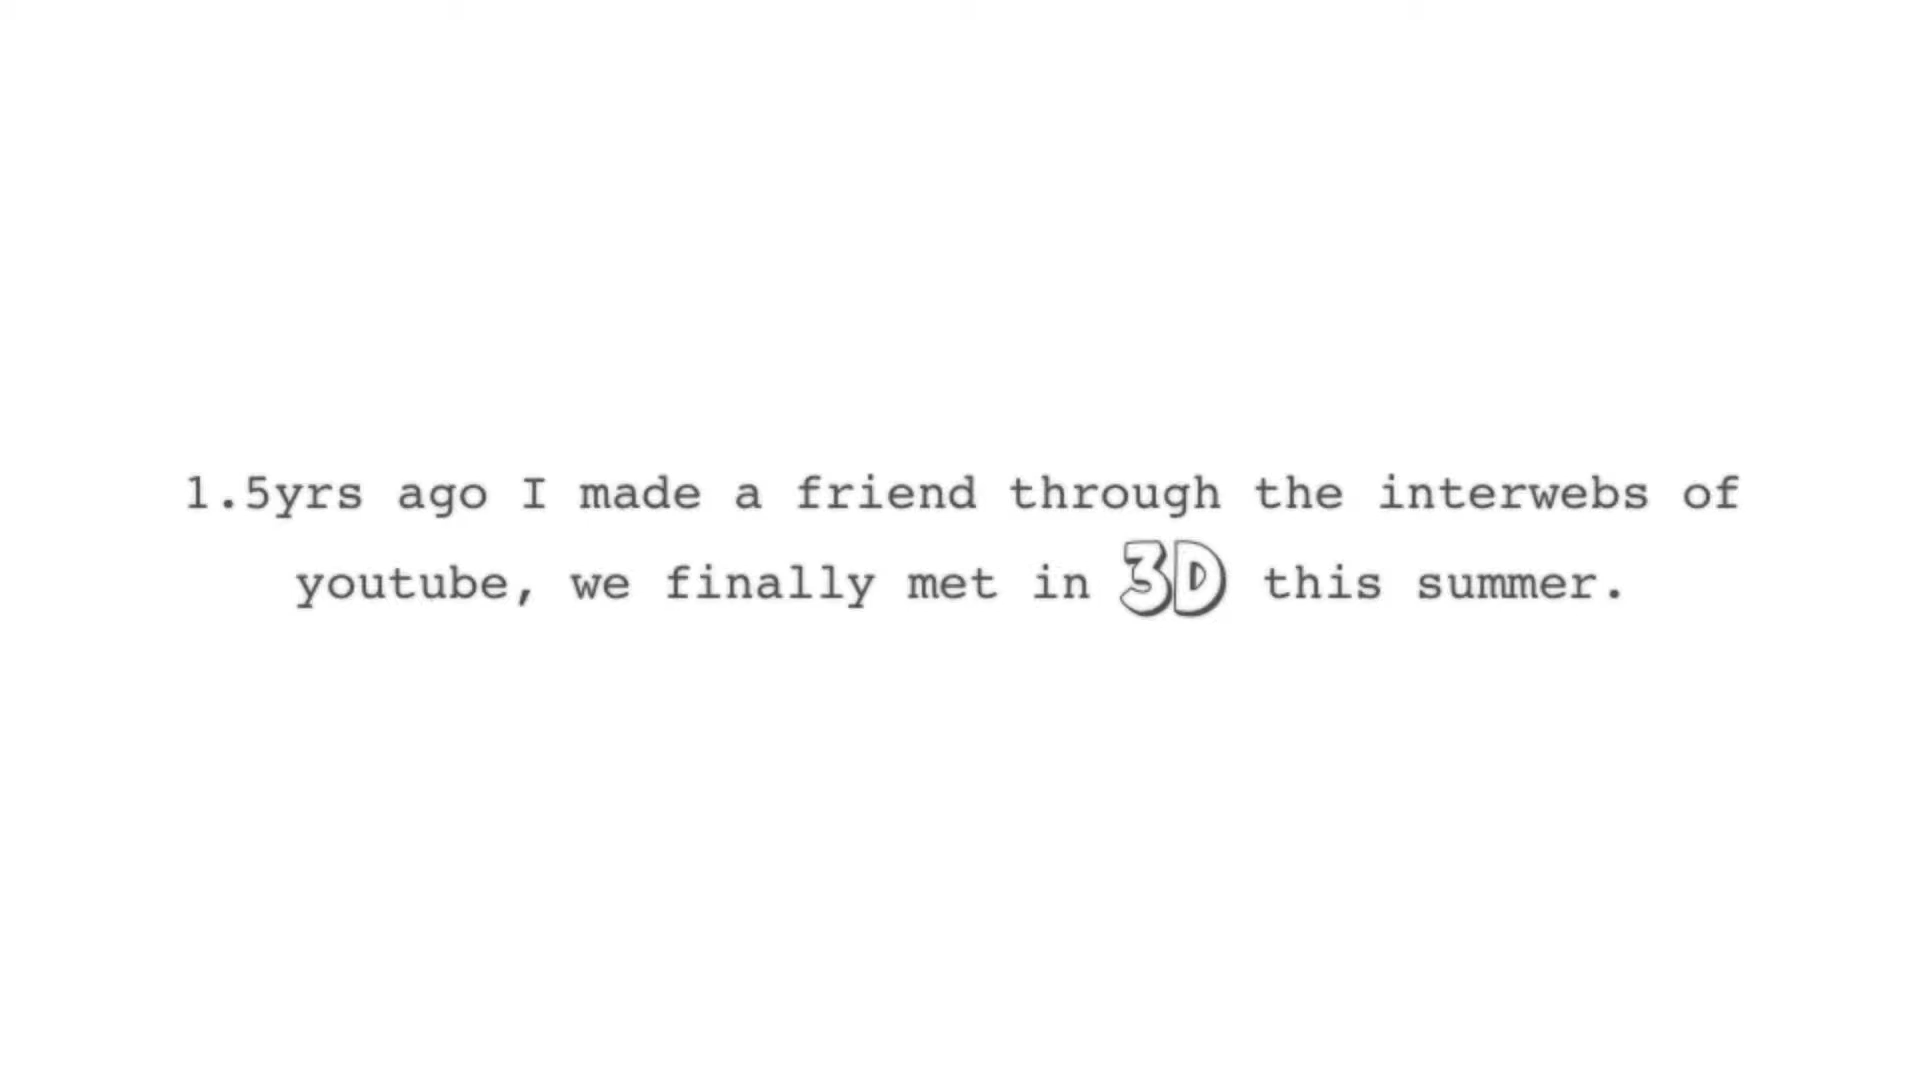 1.5yrs ago I made a friend through the interwebs of
youtube, we finally met in 3D this summer.